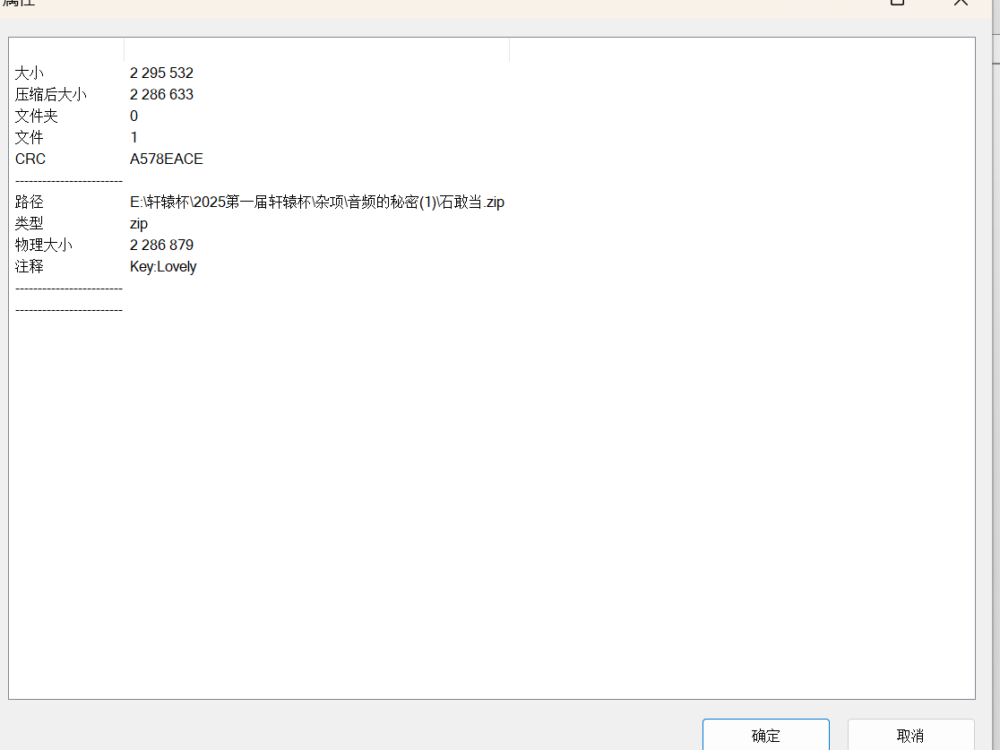 属性
大小 2 295 532
压缩后大小 2 286 633
文件夹 0
文件 1
CRC A578EACE
------------------------
路径 E:\轩辕杯\2025第一届轩辕杯\杂项\音频的秘密(1)\石敢当.zip
类型 zip
物理大小 2 286 879
注释 Key:Lovely
------------------------
------------------------
确定 取消